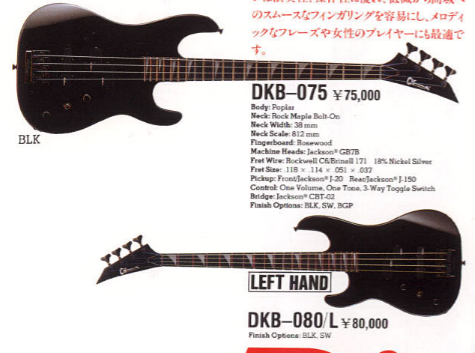 のスムースなフィンガリングを容易にし、メロディ
ックなフレーズや女性のプレイヤーにも最適で
す。
BLK
DKB–075 ¥75,000
Body: Poplar
Neck: Rock Maple Bolt-On
Neck Width: 38 mm
Neck Scale: 812 mm
Fingerboard: Rosewood
Machine Heads: Jackson® GB7B
Fret Wire: Rockwell C6/Brinell 171 18% Nickel Silver
Fret Size: .118 × .114 × .051 × .037
Pickup: Front/Jackson® J-20 Rear/Jackson® J-150
Control: One Volume, One Tone, 3-Way Toggle Switch
Bridge: Jackson® CBT-02
Finish Options: BLK, SW, BGP
LEFT HAND
DKB–080/L ¥80,000
Finish Options: BLK, SW